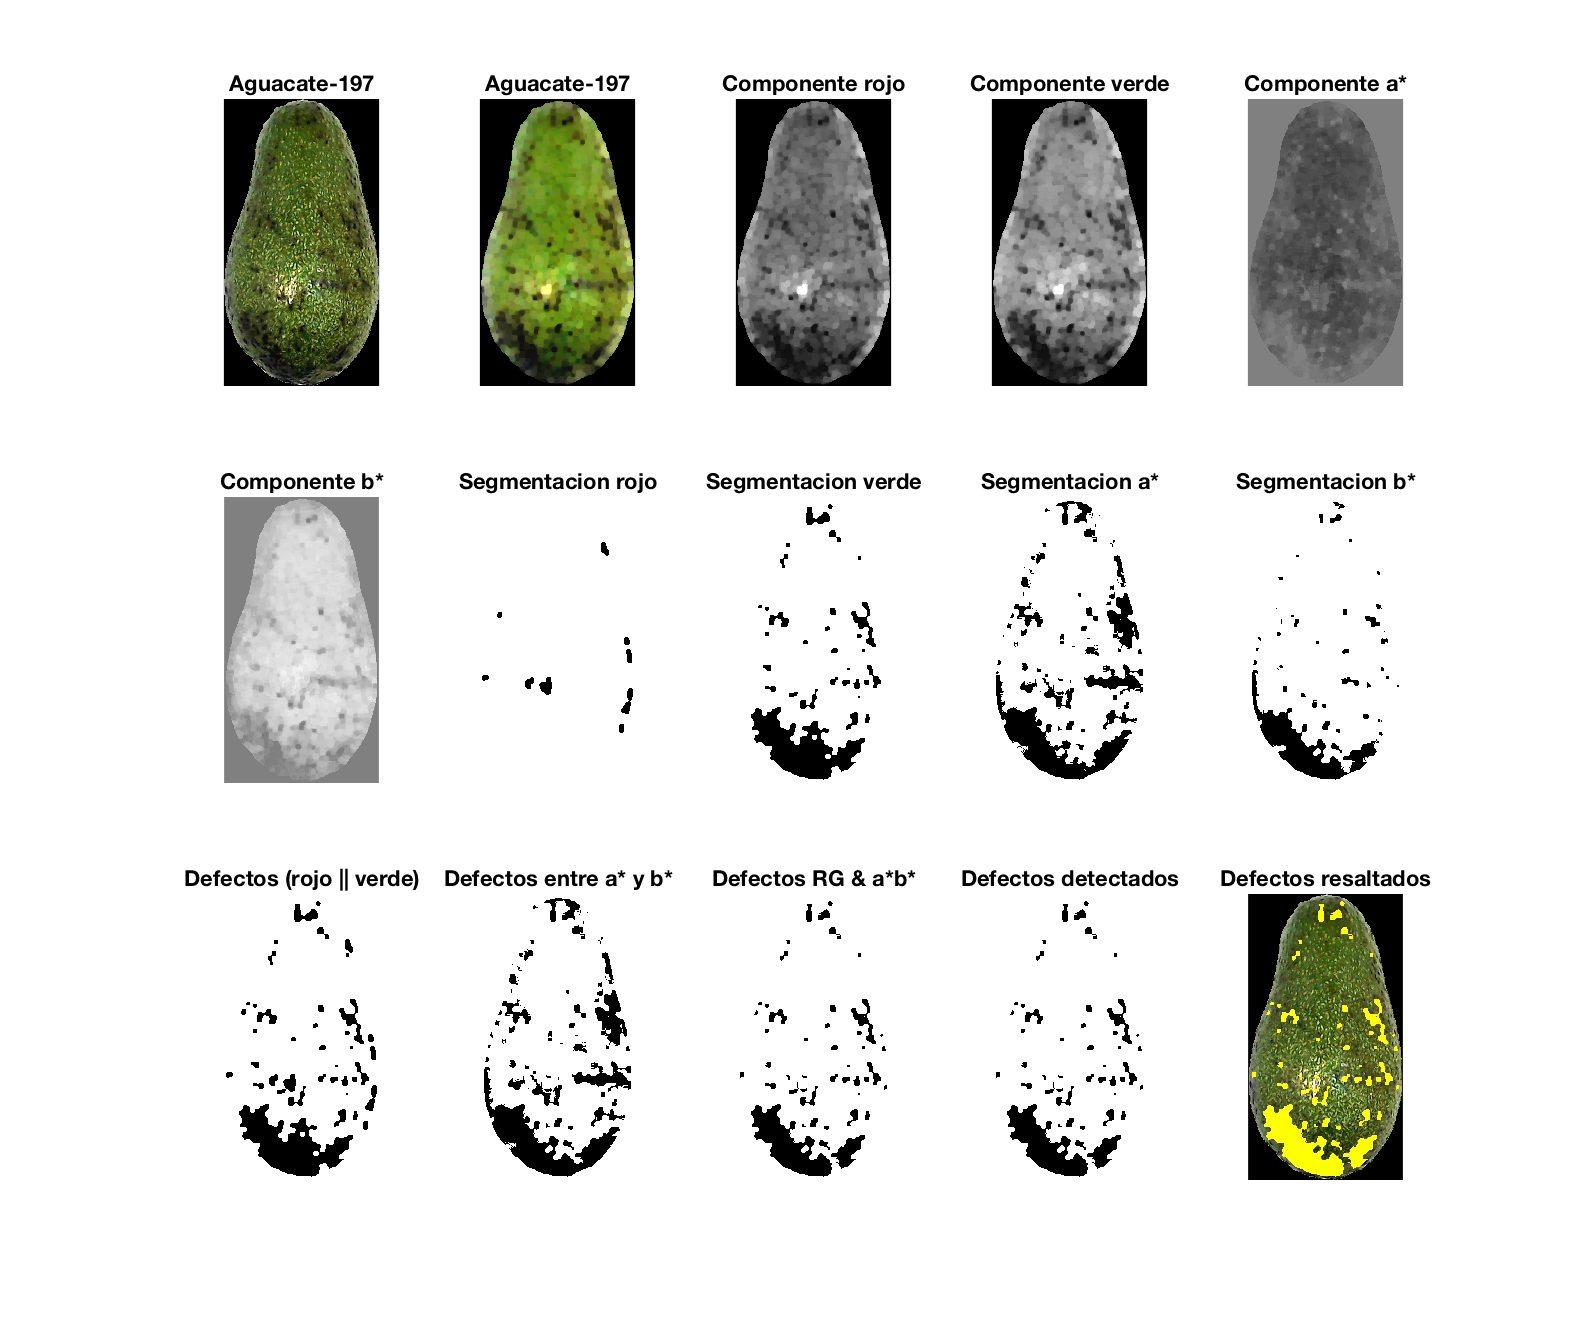 Aguacate-197
Aguacate-197
Componente rojo
Componente verde
Componente a*
Componente b*
Segmentacion rojo
Segmentacion verde
Segmentacion a*
Segmentacion b*
Defectos (rojo || verde)
Defectos entre a* y b*
Defectos RG & a*b*
Defectos detectados
Defectos resaltados